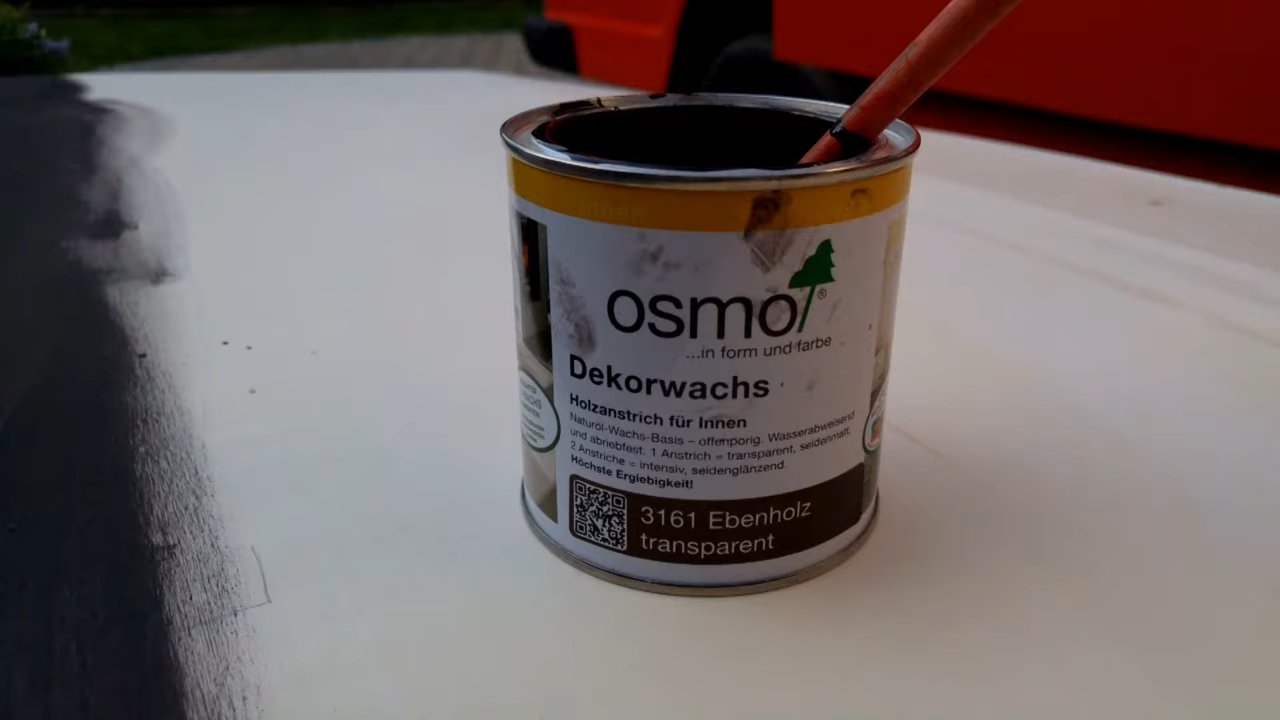 osmo
®
...in form und farbe
Dekorwachs
Holzanstrich für Innen
Naturöl-Wachs-Basis – offenporig. Wasserabweisend
und abriebfest. 1 Anstrich = transparent, seidenmatt,
2 Anstriche = intensiv, seidenglänzend.
Höchste Ergiebigkeit!
3161 Ebenholz
transparent